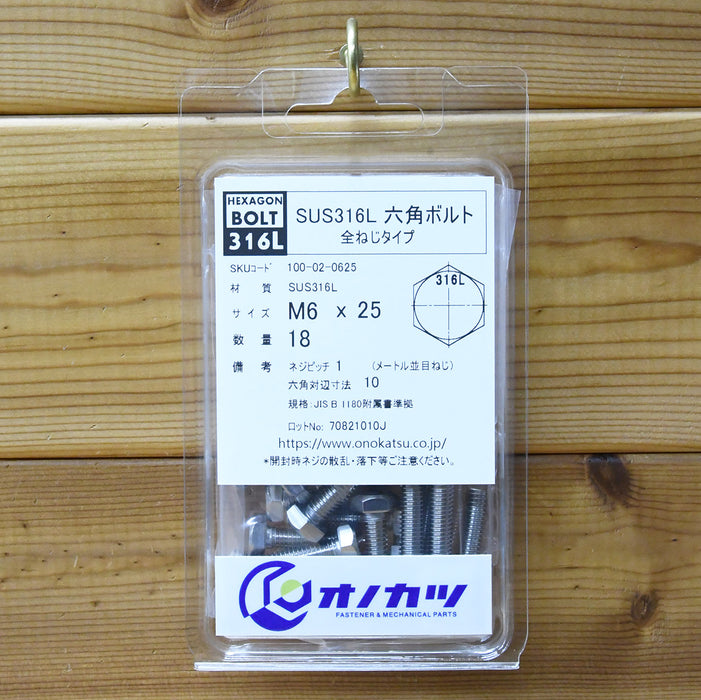 HEXAGON
BOLT
316L
SUS316L 六角ボルト
全ねじタイプ
SKUコード 100-02-0625
材 質 SUS316L
サイズ M6 x 25
数 量 18
備 考 ネジピッチ 1 (メートル並目ねじ)
六角対辺寸法 10
規格:JIS B 1180附属書準拠
ロットNo: 70821010J
https://www.onokatsu.co.jp/
*開封時ネジの散乱・落下等ご注意ください。
316L
オノカツ
FASTENER & MECHANICAL PARTS